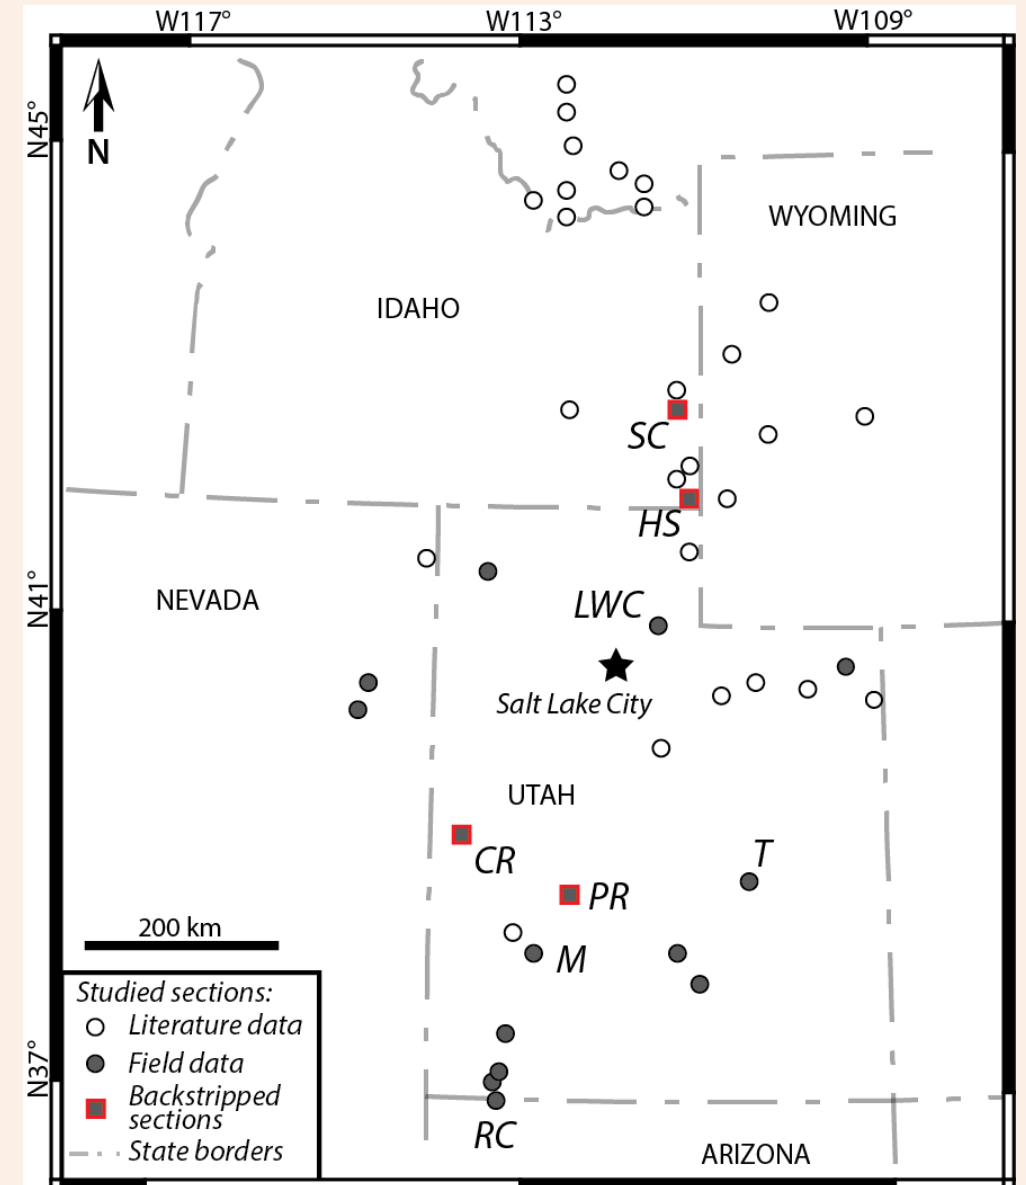 W117° W113° W109°
N45°
N
WYOMING
IDAHO
SC
HS
N41°
NEVADA
LWC
Salt Lake City
UTAH
CR
T
PR
200 km
M
Studied sections:
Literature data
Field data
Backstripped
sections
State borders
N37°
RC
ARIZONA